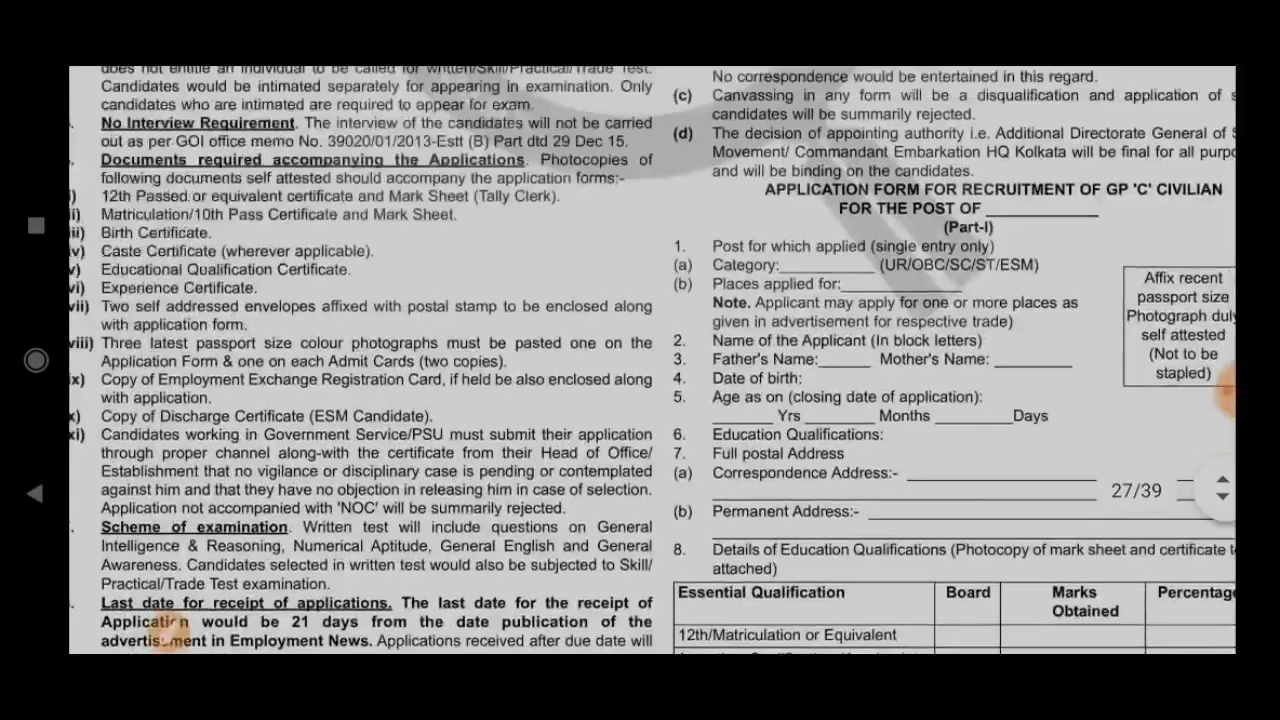 does not entitle an individual to be called for written/Skill/Practical/Trade Test.
Candidates would be intimated separately for appearing in examination. Only
candidates who are intimated are required to appear for exam.
No Interview Requirement. The interview of the candidates will not be carried
out as per GOI office memo No. 39020/01/2013-Estt (B) Part dtd 29 Dec 15.
Documents required accompanying the Applications. Photocopies of
following documents self attested should accompany the application forms:-
i) 12th Passed or equivalent certificate and Mark Sheet (Tally Clerk).
ii) Matriculation/10th Pass Certificate and Mark Sheet.
iii) Birth Certificate.
iv) Caste Certificate (wherever applicable).
v) Educational Qualification Certificate.
vi) Experience Certificate.
vii) Two self addressed envelopes affixed with postal stamp to be enclosed along
with application form.
viii) Three latest passport size colour photographs must be pasted one on the
Application Form & one on each Admit Cards (two copies).
ix) Copy of Employment Exchange Registration Card, if held be also enclosed along
with application.
x) Copy of Discharge Certificate (ESM Candidate).
xi) Candidates working in Government Service/PSU must submit their application
through proper channel along-with the certificate from their Head of Office/
Establishment that no vigilance or disciplinary case is pending or contemplated
against him and that they have no objection in releasing him in case of selection.
Application not accompanied with 'NOC' will be summarily rejected.
Scheme of examination. Written test will include questions on General
Intelligence & Reasoning, Numerical Aptitude, General English and General
Awareness. Candidates selected in written test would also be subjected to Skill/
Practical/Trade Test examination.
Last date for receipt of applications. The last date for the receipt of
Application would be 21 days from the date publication of the
advertisement in Employment News. Applications received after due date will
No correspondence would be entertained in this regard.
(c) Canvassing in any form will be a disqualification and application of s
candidates will be summarily rejected.
(d) The decision of appointing authority i.e. Additional Directorate General of S
Movement/ Commandant Embarkation HQ Kolkata will be final for all purpo
and will be binding on the candidates.
APPLICATION FORM FOR RECRUITMENT OF GP 'C' CIVILIAN
FOR THE POST OF ____________
(Part-I)
1. Post for which applied (single entry only)
(a) Category:__________ (UR/OBC/SC/ST/ESM)
(b) Places applied for:____________
Note. Applicant may apply for one or more places as
given in advertisement for respective trade)
2. Name of the Applicant (In block letters)
3. Father's Name:______ Mother's Name: _________
4. Date of birth:
5. Age as on (closing date of application):
_______ Yrs ________ Months _________Days
6. Education Qualifications:
7. Full postal Address
(a) Correspondence Address:- ____________________
(b) Permanent Address:- ____________________
8. Details of Education Qualifications (Photocopy of mark sheet and certificate t
attached)
Affix recent
passport size
Photograph duly
self attested
(Not to be
stapled)
27/39
Essential Qualification Board Marks Obtained Percentage
12th/Matriculation or Equivalent